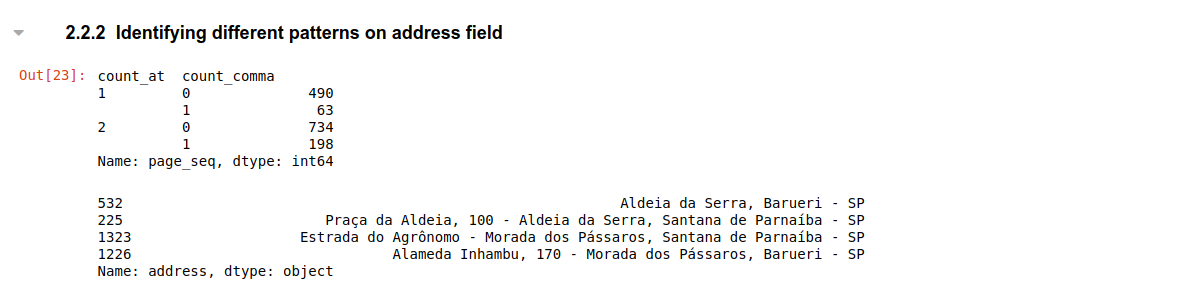 2.2.2 Identifying different patterns on address field
Out[23]: count_at count_comma
1 0 490
1 63
2 0 734
1 198
Name: page_seq, dtype: int64
532 Aldeia da Serra, Barueri - SP
225 Praça da Aldeia, 100 - Aldeia da Serra, Santana de Parnaíba - SP
1323 Estrada do Agrônomo - Morada dos Pássaros, Santana de Parnaíba - SP
1226 Alameda Inhambu, 170 - Morada dos Pássaros, Barueri - SP
Name: address, dtype: object